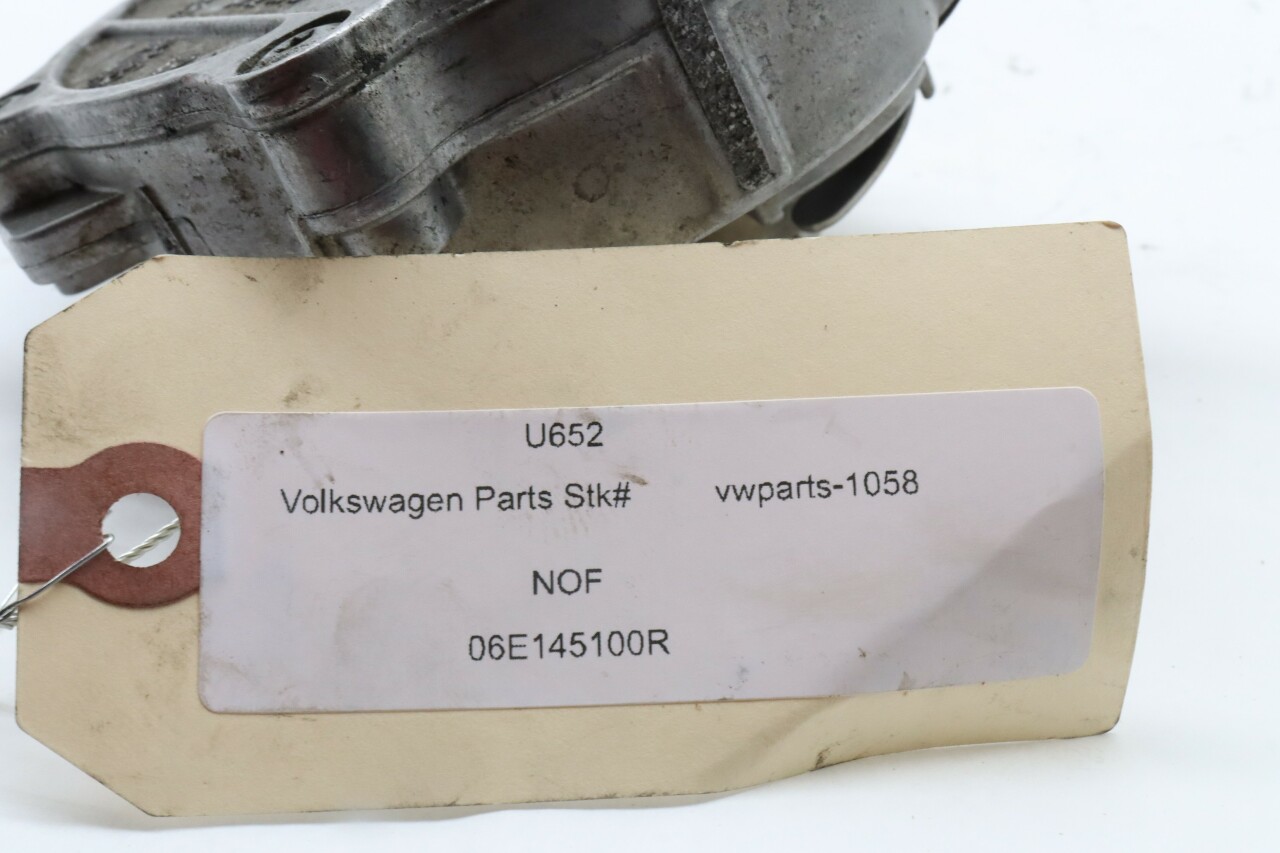 U652
Volkswagen Parts Stk# vwparts-1058
NOF
06E145100R